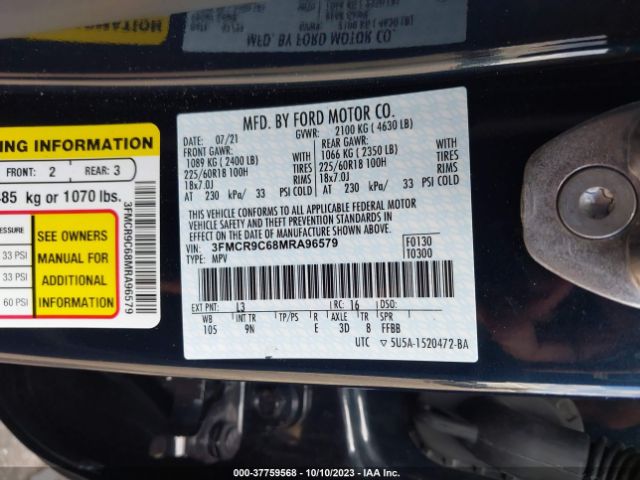 MFD. BY FORD MOTOR CO.
DATE: 07/21 GVWR: 2100 KG ( 4630 LB)
FRONT GAWR: REAR GAWR:
1089 KG ( 2400 LB) WITH 1066 KG ( 2350 LB) WITH
225/60R18 100H TIRES 225/60R18 100H TIRES
18x7.0J RIMS 18x7.0J RIMS
AT 230 kPa/ 33 PSI COLD AT 230 kPa/ 33 PSI COLD
THIS VEHICLE CONFORMS TO ALL APPLICABLE FEDERAL MOTOR
VEHICLE SAFETY AND THEFT PREVENTION STANDARDS IN
EFFECT ON THE DATE OF MANUFACTURE SHOWN ABOVE.
VIN: 3FMCR9C68MRA96579 F0130
TYPE: MPV T0300
EXT PNT: L3 RC: 16 DSO:
WB INT TR TP/PS R AXLE TR SPR
105 9N E 3D 8 FFBB
UTC ▽ 5U5A-1520472-BA
ING INFORMATION
FRONT: 2 REAR: 3
485 kg or 1070 lbs.
PRESSURE
33 PSI
33 PSI
60 PSI
SEE OWNERS
MANUAL FOR
ADDITIONAL
INFORMATION
3FMCR9C68MRA96579
MFD. BY FORD MOTOR CO.
000-37759568 - 10/10/2023 - IAA Inc.